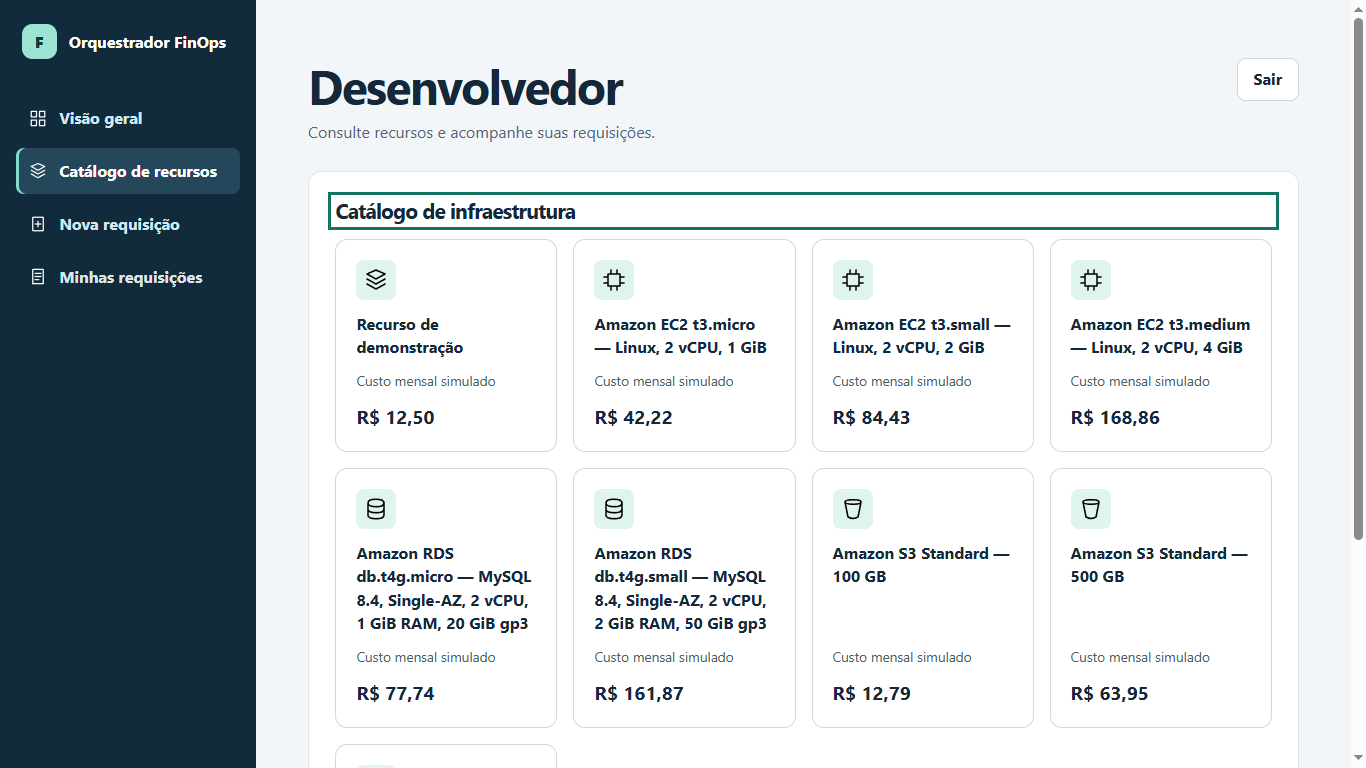 F
Orquestrador FinOps
Visão geral
Catálogo de recursos
Nova requisição
Minhas requisições
Desenvolvedor
Sair
Consulte recursos e acompanhe suas requisições.
Catálogo de infraestrutura
Recurso de
demonstração
Custo mensal simulado
R$ 12,50
Amazon EC2 t3.micro
— Linux, 2 vCPU, 1 GiB
Custo mensal simulado
R$ 42,22
Amazon EC2 t3.small —
Linux, 2 vCPU, 2 GiB
Custo mensal simulado
R$ 84,43
Amazon EC2 t3.medium
— Linux, 2 vCPU, 4 GiB
Custo mensal simulado
R$ 168,86
Amazon RDS
db.t4g.micro — MySQL
8.4, Single-AZ, 2 vCPU,
1 GiB RAM, 20 GiB gp3
Custo mensal simulado
R$ 77,74
Amazon RDS
db.t4g.small — MySQL
8.4, Single-AZ, 2 vCPU,
2 GiB RAM, 50 GiB gp3
Custo mensal simulado
R$ 161,87
Amazon S3 Standard —
100 GB
Custo mensal simulado
R$ 12,79
Amazon S3 Standard —
500 GB
Custo mensal simulado
R$ 63,95